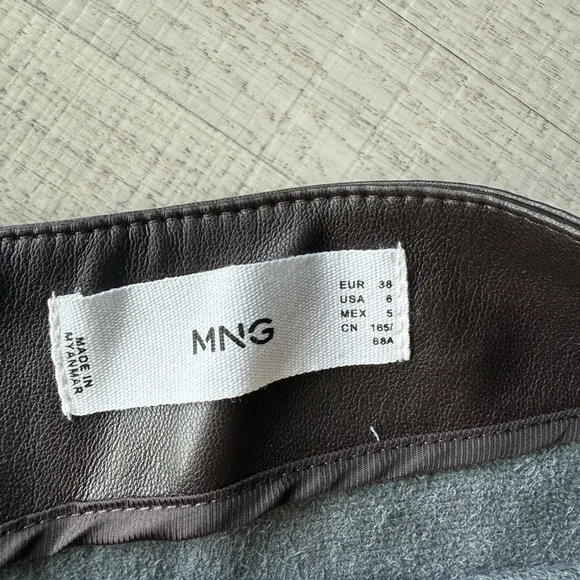 MADE IN
MYANMAR
MNG
EUR 38
USA 6
MEX 5
CN 165/
68A